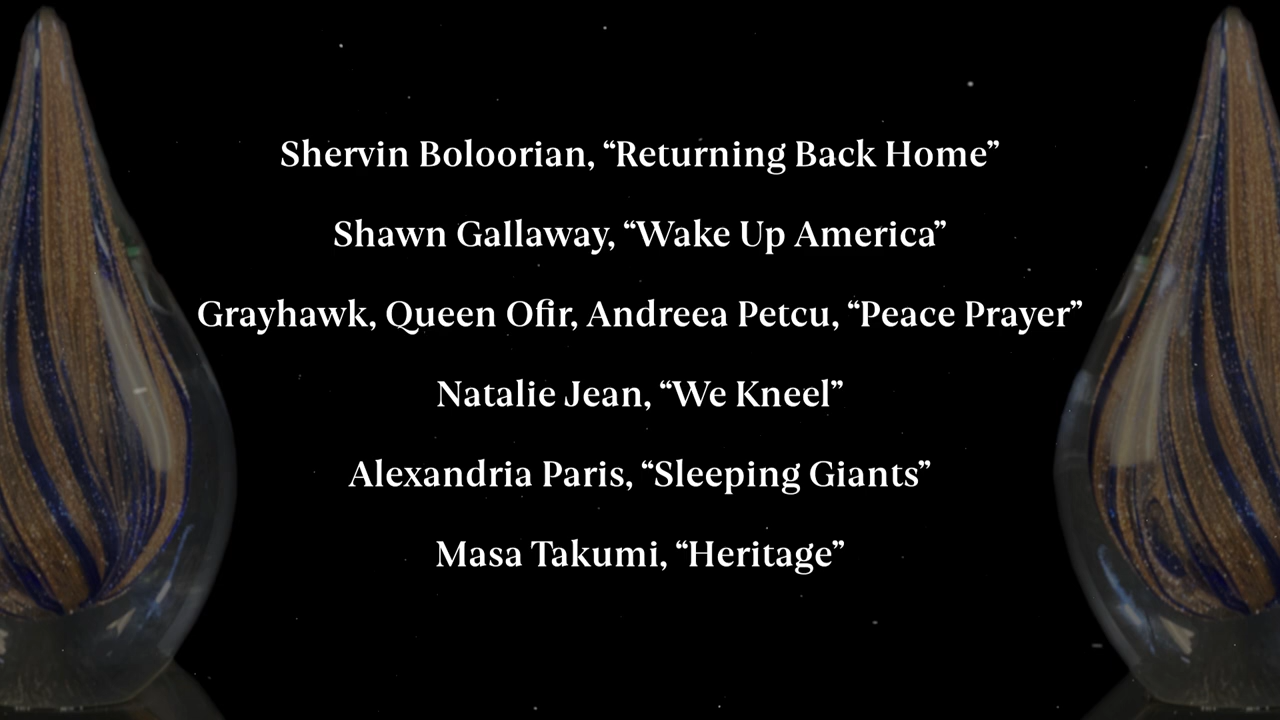 Shervin Boloorian, “Returning Back Home”
Shawn Gallaway, “Wake Up America”
Grayhawk, Queen Ofir, Andreea Petcu, “Peace Prayer”
Natalie Jean, “We Kneel”
Alexandria Paris, “Sleeping Giants”
Masa Takumi, “Heritage”